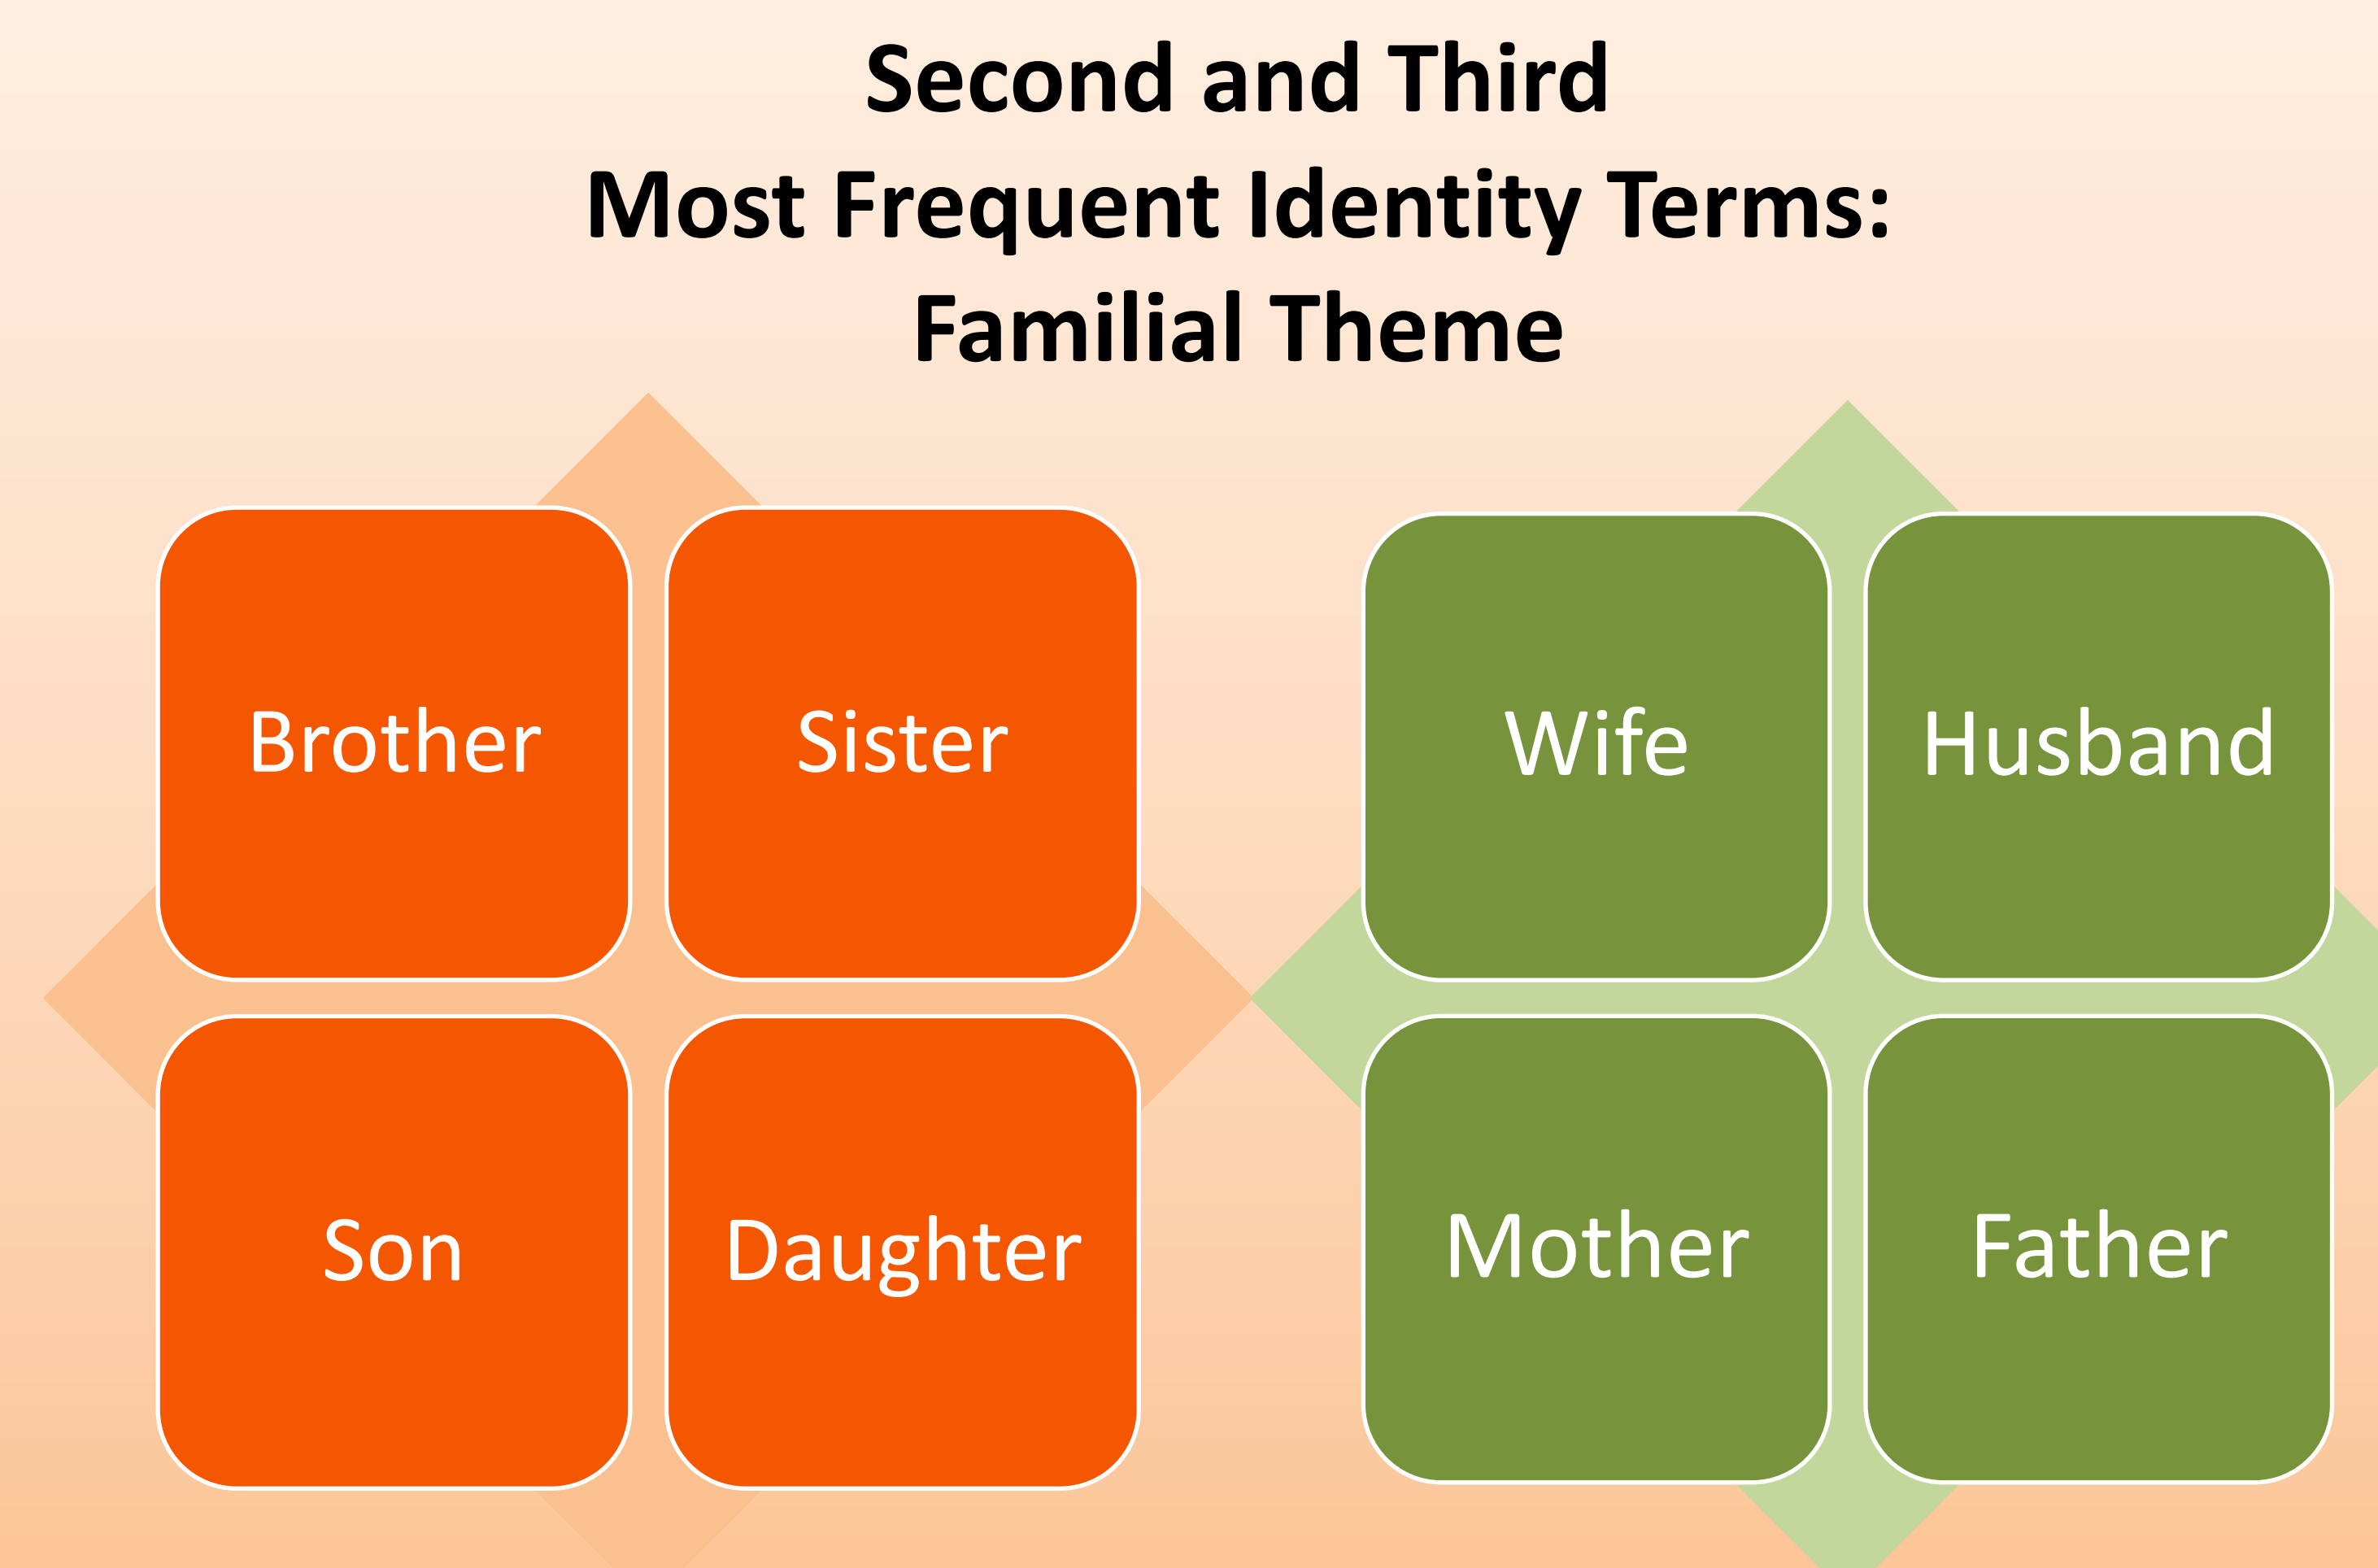 Second and Third
Most Frequent Identity Terms:
Familial Theme
Brother
Sister
Son
Daughter
Wife
Husband
Mother
Father